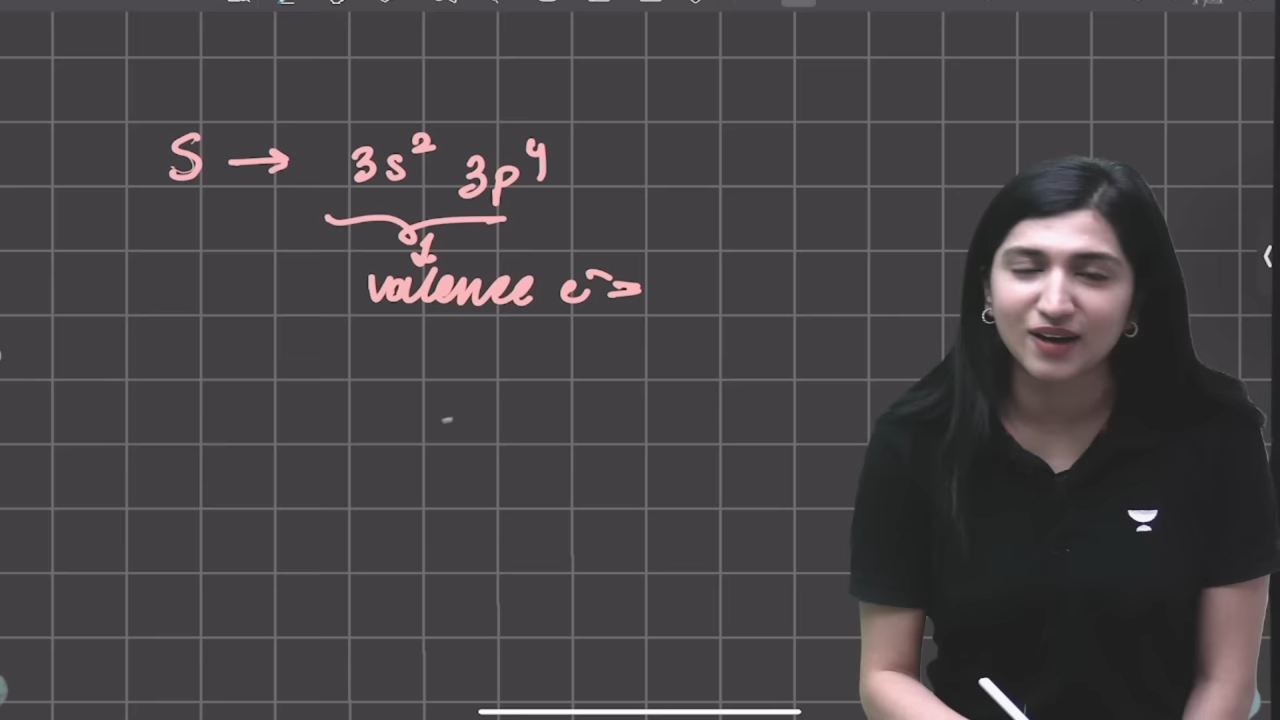 S → 3s² 3p⁴
valence e⁻s